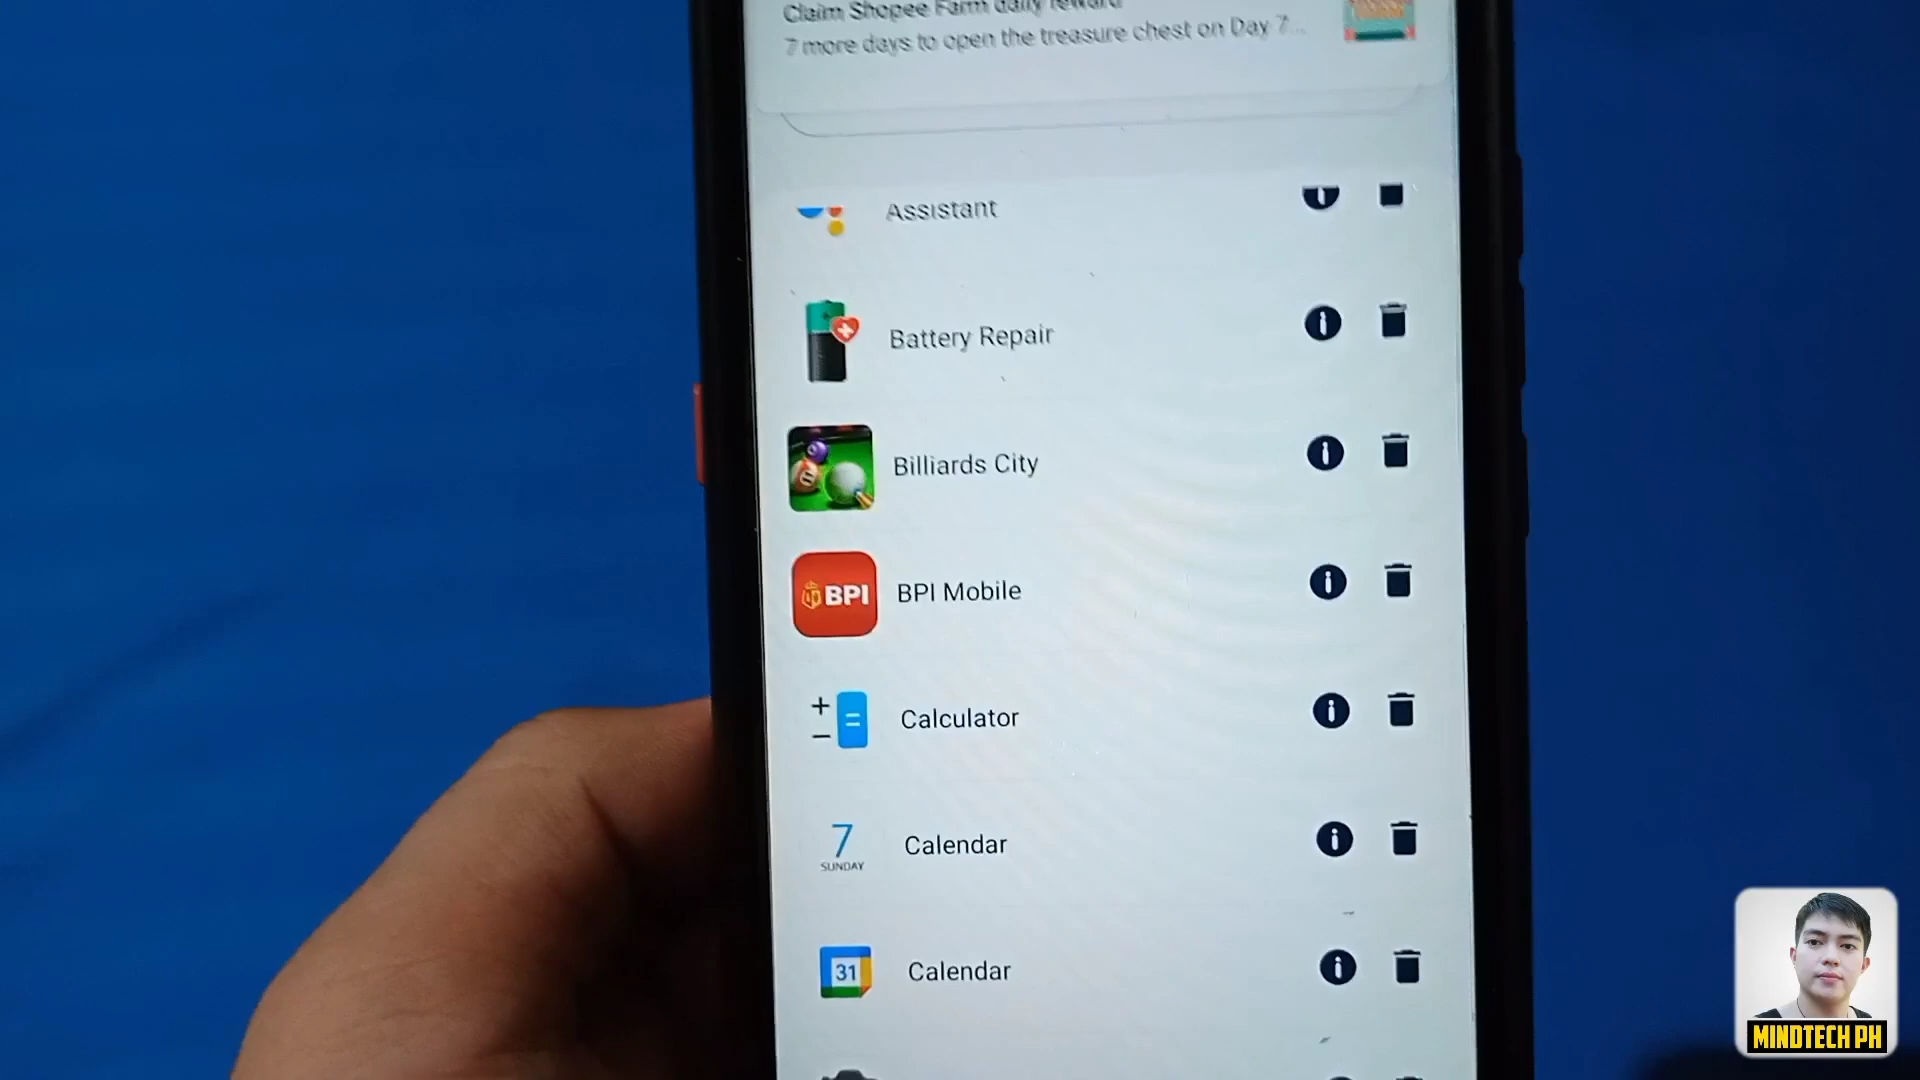 Claim Shopee Farm daily reward
7 more days to open the treasure chest on Day 7...
Assistant
Battery Repair
Billiards City
BPI
BPI Mobile
Calculator
7
SUNDAY
Calendar
31
Calendar
MINDTECH PH